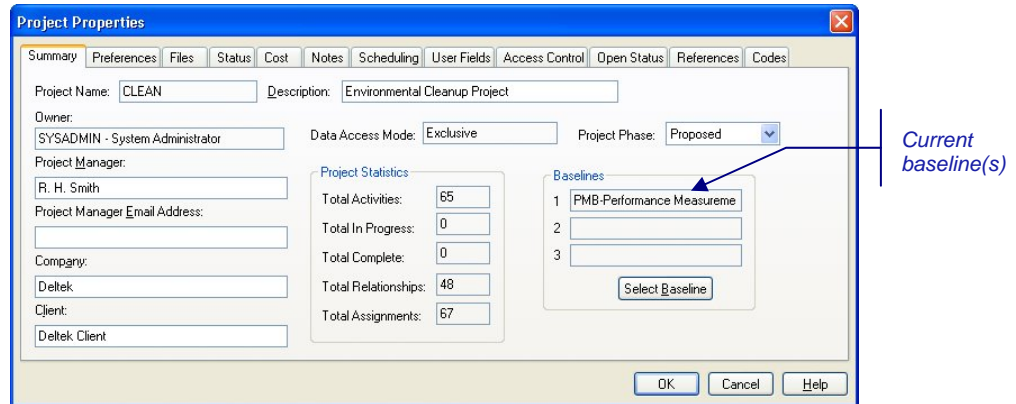 Project Properties
Summary Preferences Files Status Cost Notes Scheduling User Fields Access Control Open Status References Codes
Project Name: CLEAN Description: Environmental Cleanup Project
Owner:
SYSADMIN - System Administrator
Data Access Mode: Exclusive Project Phase: Proposed
Project Manager:
R. H. Smith
Project Manager Email Address:
Company:
Deltek
Client:
Deltek Client
Project Statistics
Total Activities: 65
Total In Progress: 0
Total Complete: 0
Total Relationships: 48
Total Assignments: 67
Baselines
1 PMB-Performance Measureme
2
3
Select Baseline
OK Cancel Help
Current
baseline(s)